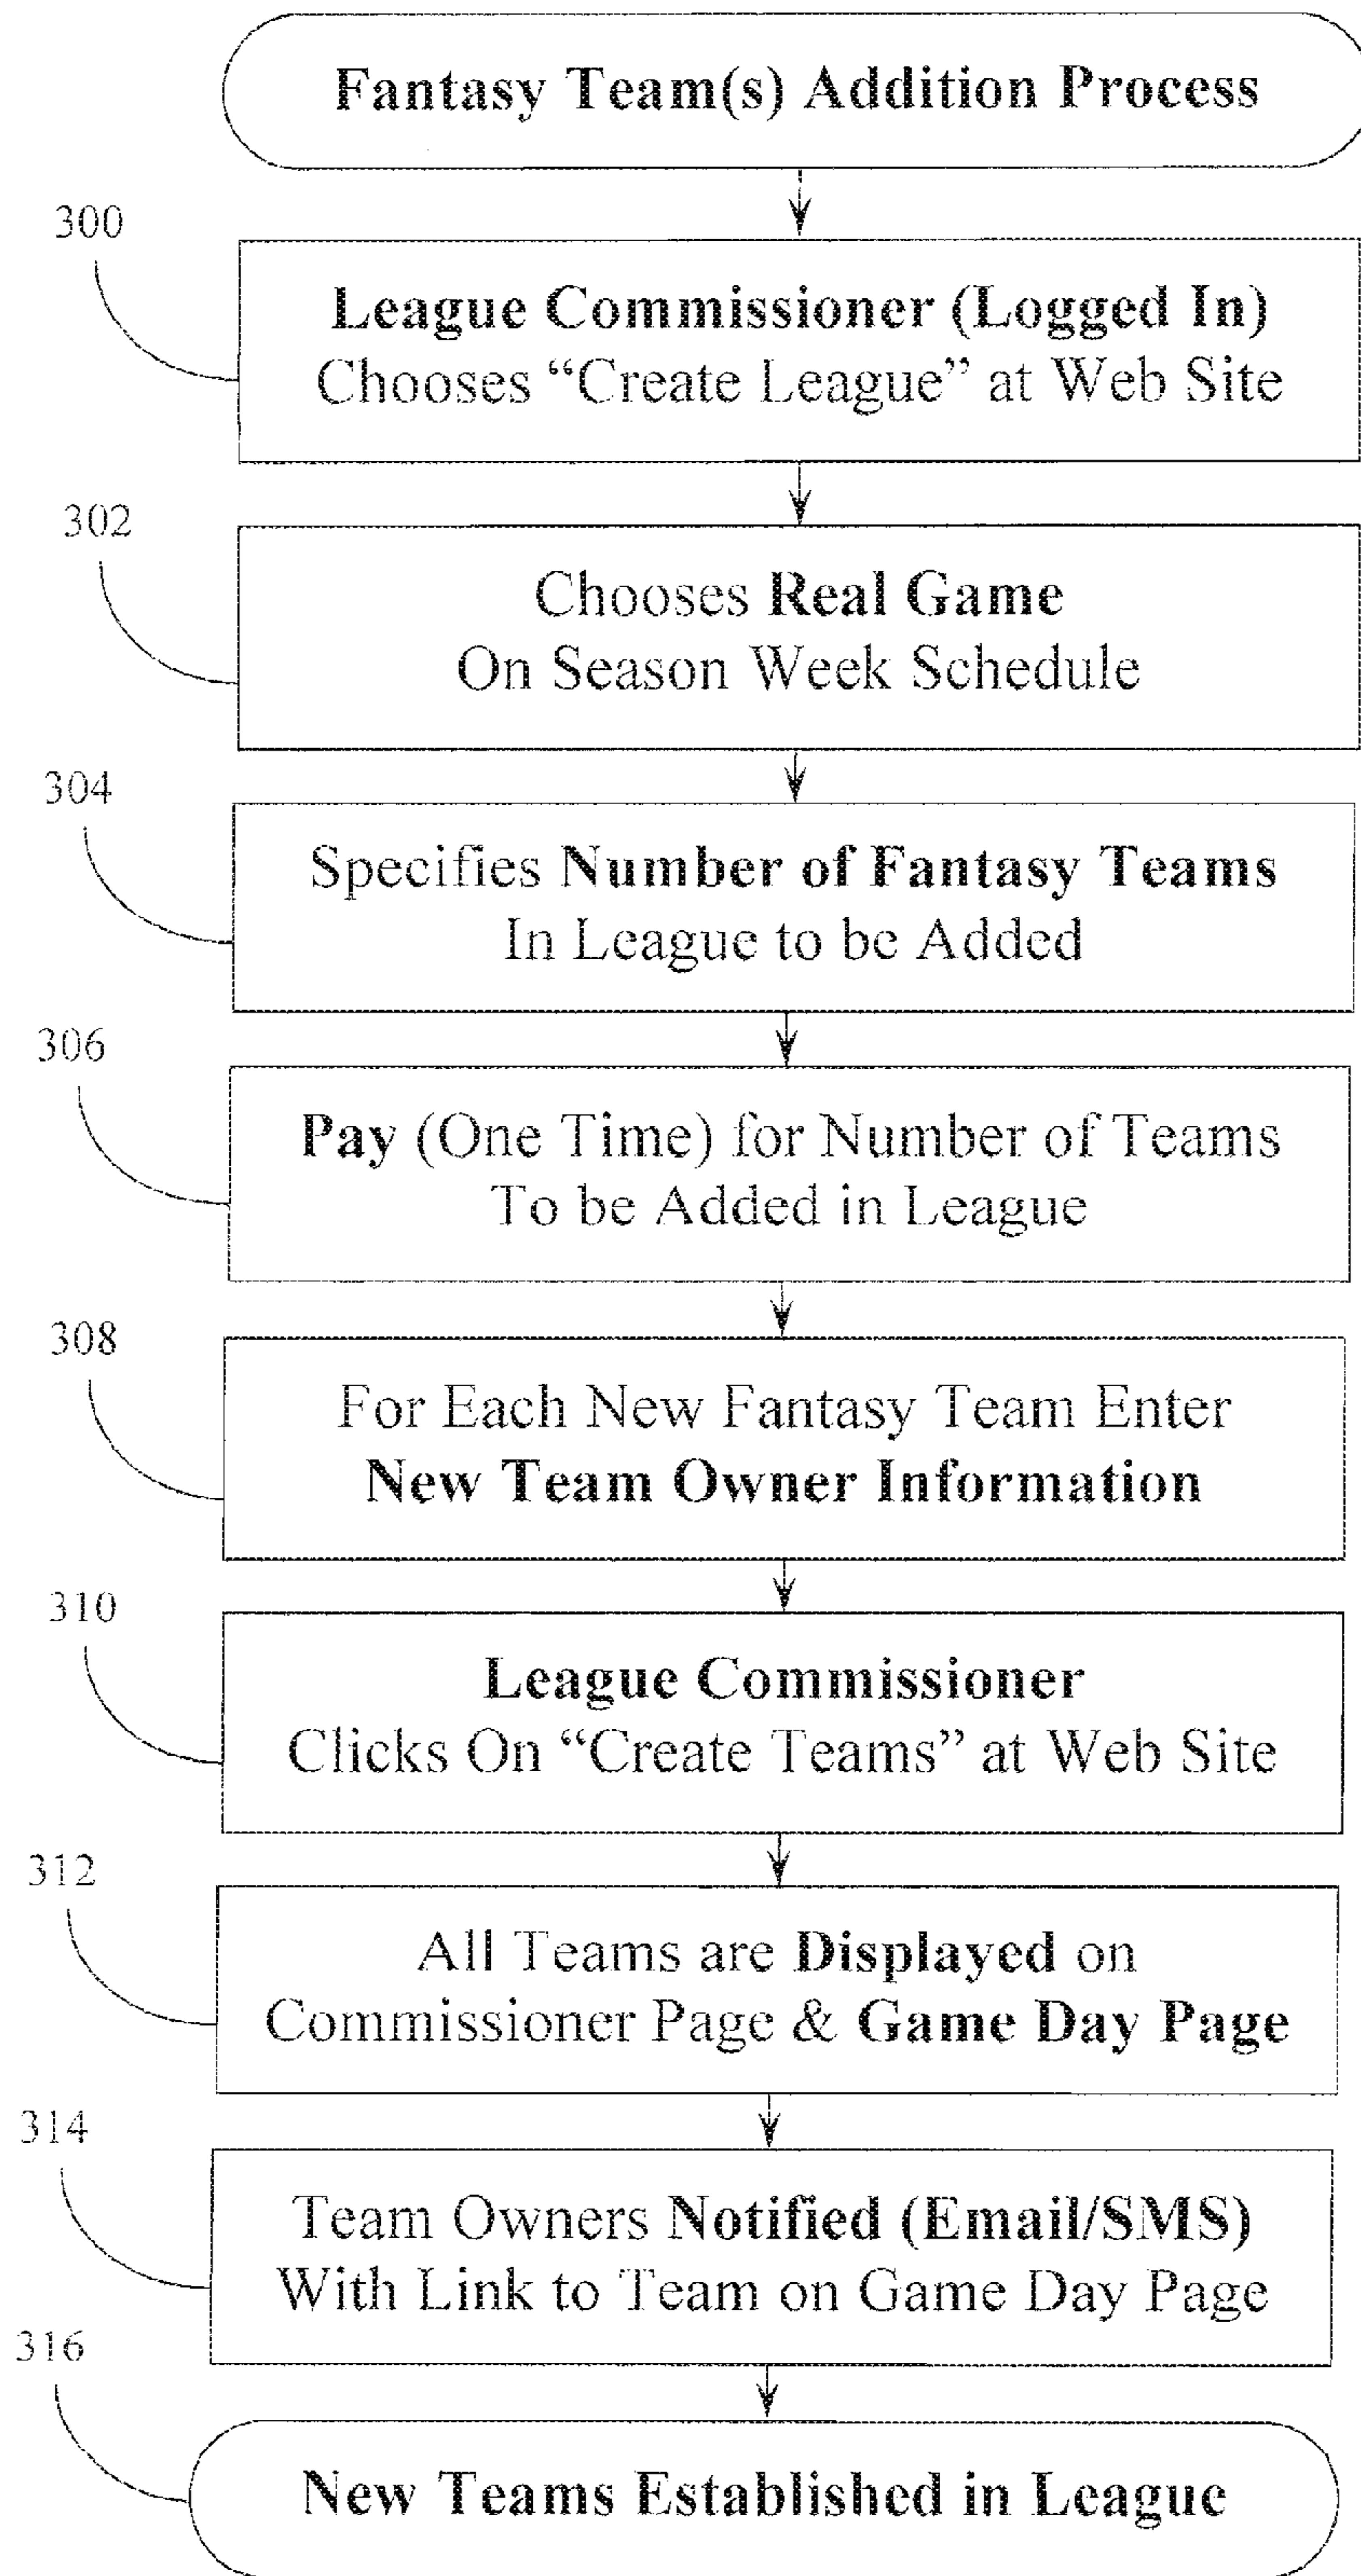 Fantasy Team(s) Addition Process
300
League Commissioner (Logged In)
Chooses “Create League” at Web Site
302
Chooses Real Game
On Season Week Schedule
304
Specifies Number of Fantasy Teams
In League to be Added
306
Pay (One Time) for Number of Teams
To be Added in League
308
For Each New Fantasy Team Enter
New Team Owner Information
310
League Commissioner
Clicks On “Create Teams” at Web Site
312
All Teams are Displayed on
Commissioner Page & Game Day Page
314
Team Owners Notified (Email/SMS)
With Link to Team on Game Day Page
316
New Teams Established in League